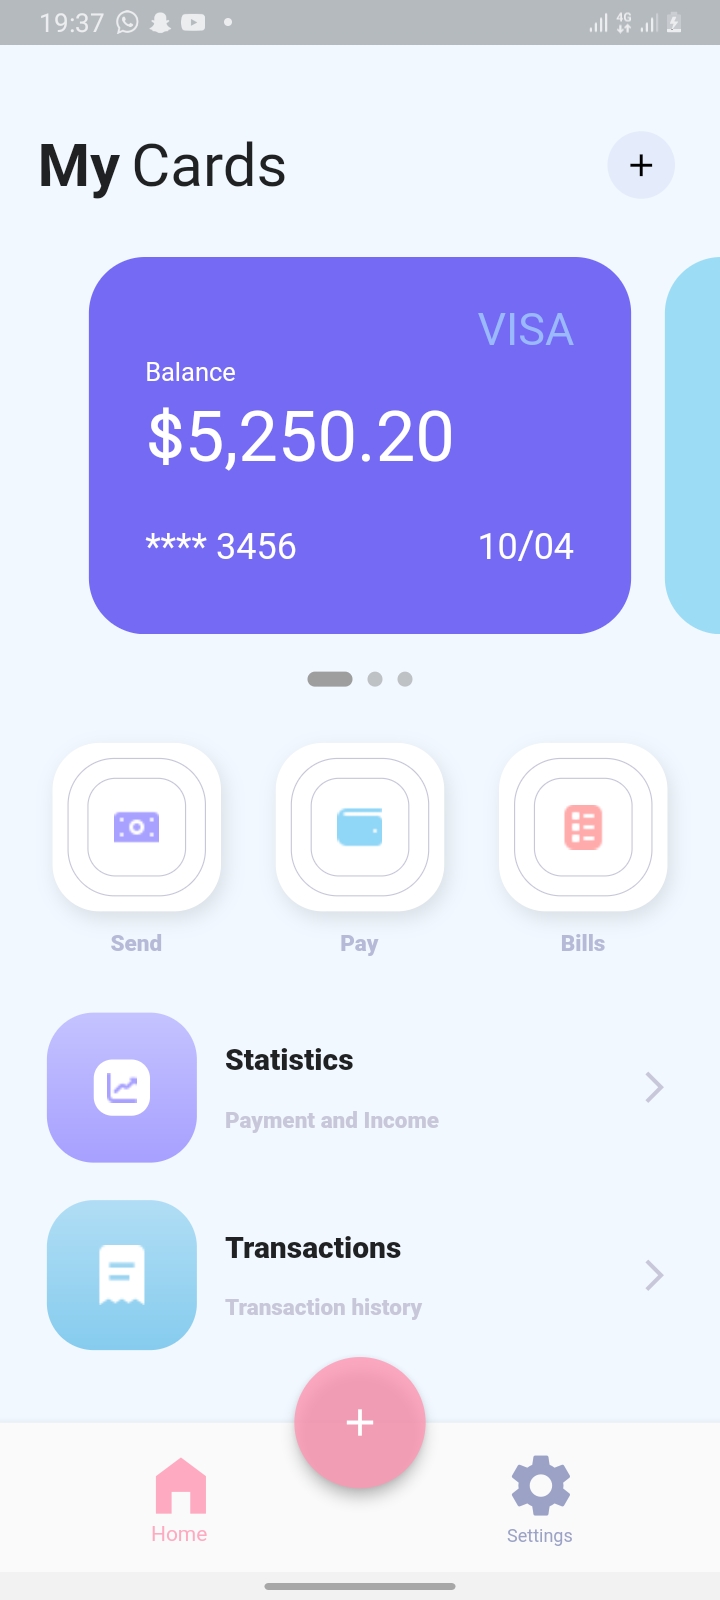 19:37
4G
My Cards
VISA
Balance
$5,250.20
**** 3456 10/04
Send Pay Bills
Statistics
Payment and Income
Transactions
Transaction history
Home Settings